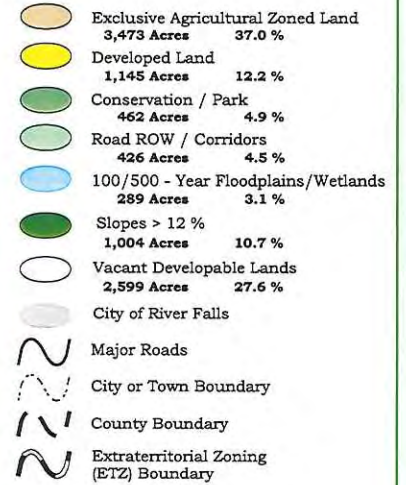 Exclusive Agricultural Zoned Land
3,473 Acres 37.0 %
Developed Land
1,145 Acres 12.2 %
Conservation / Park
462 Acres 4.9 %
Road ROW / Corridors
426 Acres 4.5 %
100/500 - Year Floodplains/Wetlands
289 Acres 3.1 %
Slopes > 12 %
1,004 Acres 10.7 %
Vacant Developable Lands
2,599 Acres 27.6 %
City of River Falls
Major Roads
City or Town Boundary
County Boundary
Extraterritorial Zoning
(ETZ) Boundary